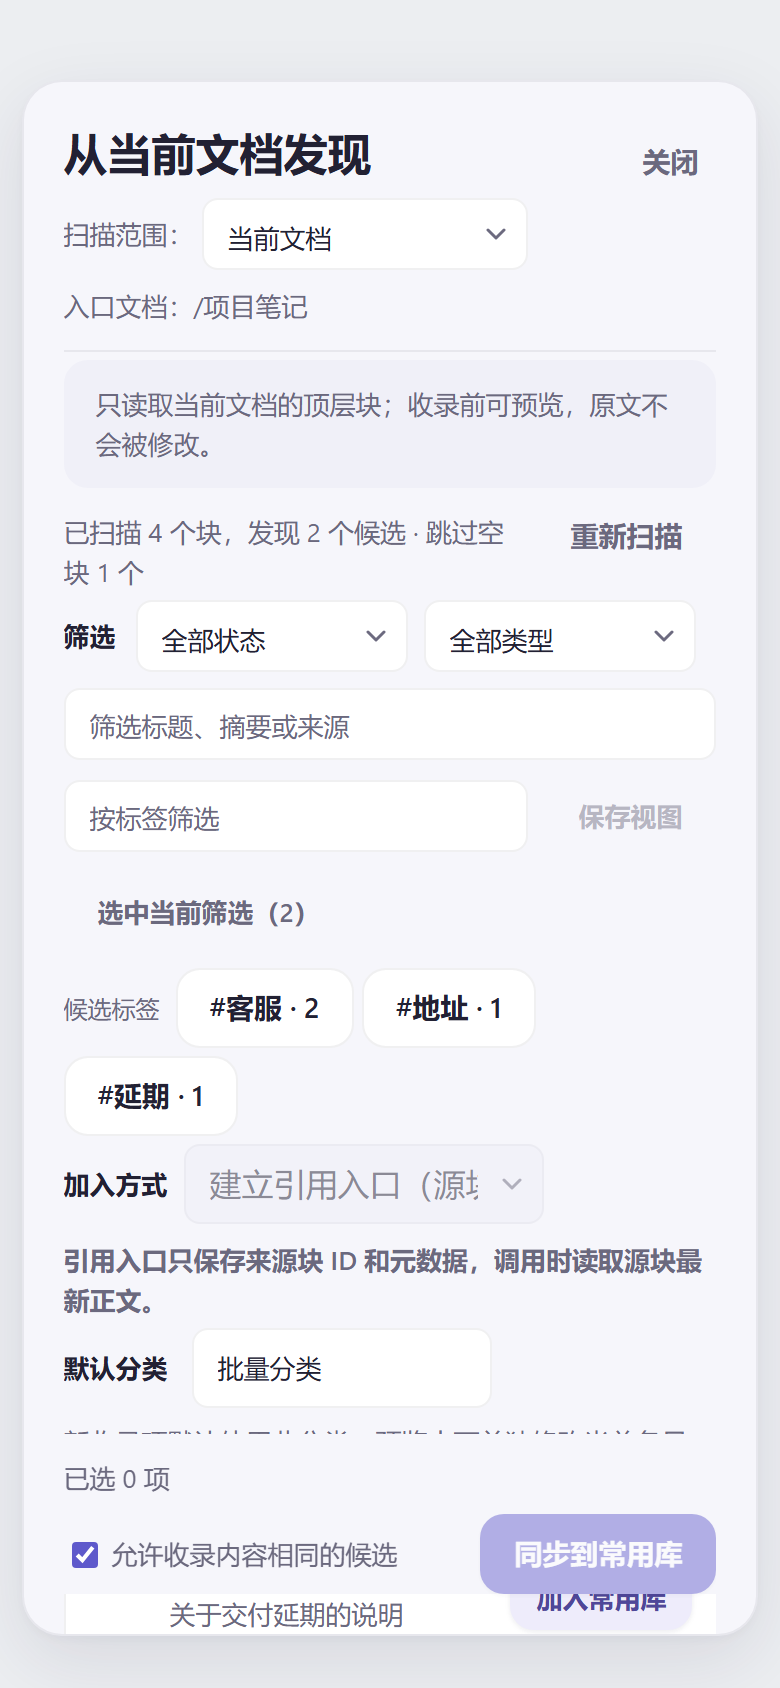 从当前文档发现
关闭
扫描范围：
当前文档
入口文档：/项目笔记
只读取当前文档的顶层块；收录前可预览，原文不
会被修改。
已扫描 4 个块，发现 2 个候选 · 跳过空
块 1 个
重新扫描
筛选
全部状态
全部类型
筛选标题、摘要或来源
按标签筛选
保存视图
选中当前筛选（2）
候选标签
#客服 · 2
#地址 · 1
#延期 · 1
加入方式
建立引用入口（源
引用入口只保存来源块 ID 和元数据，调用时读取源块最
新正文。
默认分类
批量分类
已选 0 项
允许收录内容相同的候选
同步到常用库
关于交付延期的说明
加入常用库